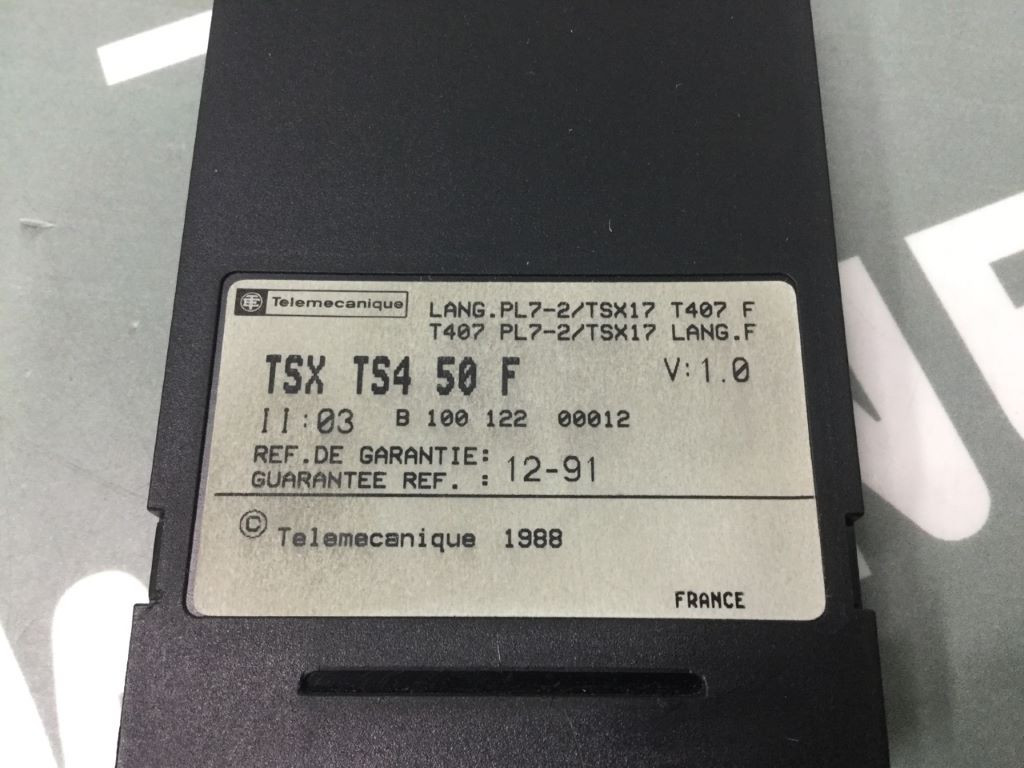 Telemecanique
LANG.PL7-2/TSX17 T407 F
T407 PL7-2/TSX17 LANG.F
TSX TS4 50 F V:1.0
II:03 B 100 122 00012
REF.DE GARANTIE:
GUARANTEE REF. : 12-91
© Telemecanique 1988
FRANCE